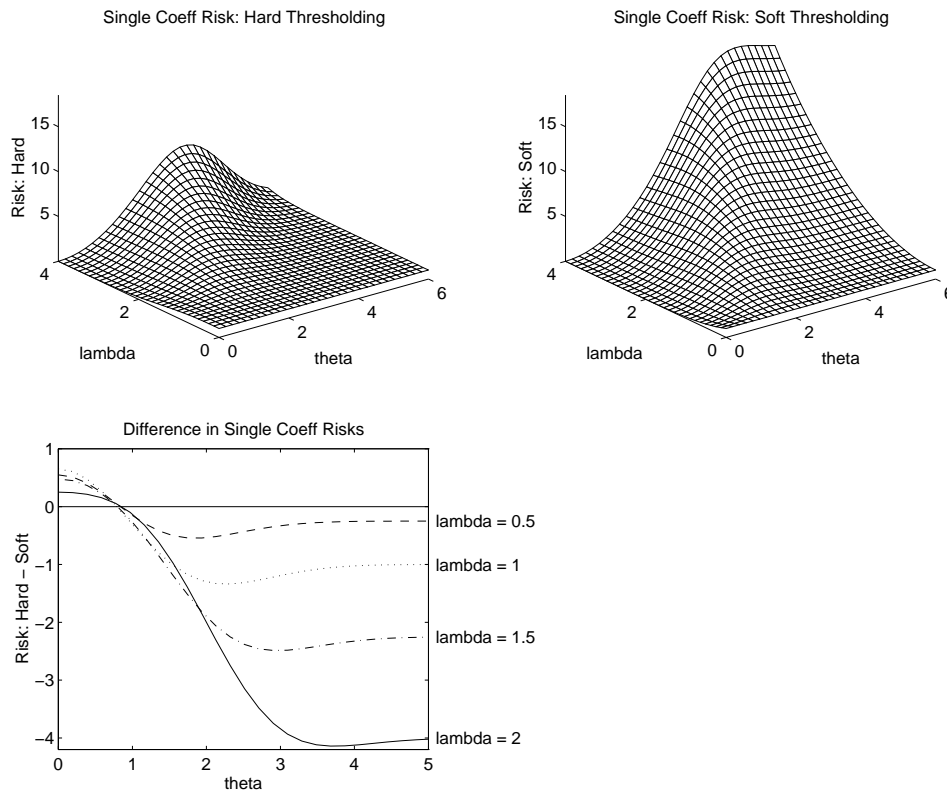 Single Coeff Risk: Hard Thresholding
15
10
5
Risk: Hard
4
2
0
lambda
0
2
4
6
theta
Single Coeff Risk: Soft Thresholding
15
10
5
Risk: Soft
4
2
0
lambda
0
2
4
6
theta
Difference in Single Coeff Risks
1
0
−1
−2
−3
−4
Risk: Hard − Soft
lambda = 0.5
lambda = 1
lambda = 1.5
lambda = 2
0
1
2
3
4
5
theta